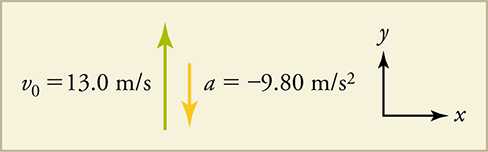 y
v₀ = 13.0 m/s a = −9.80 m/s²
x